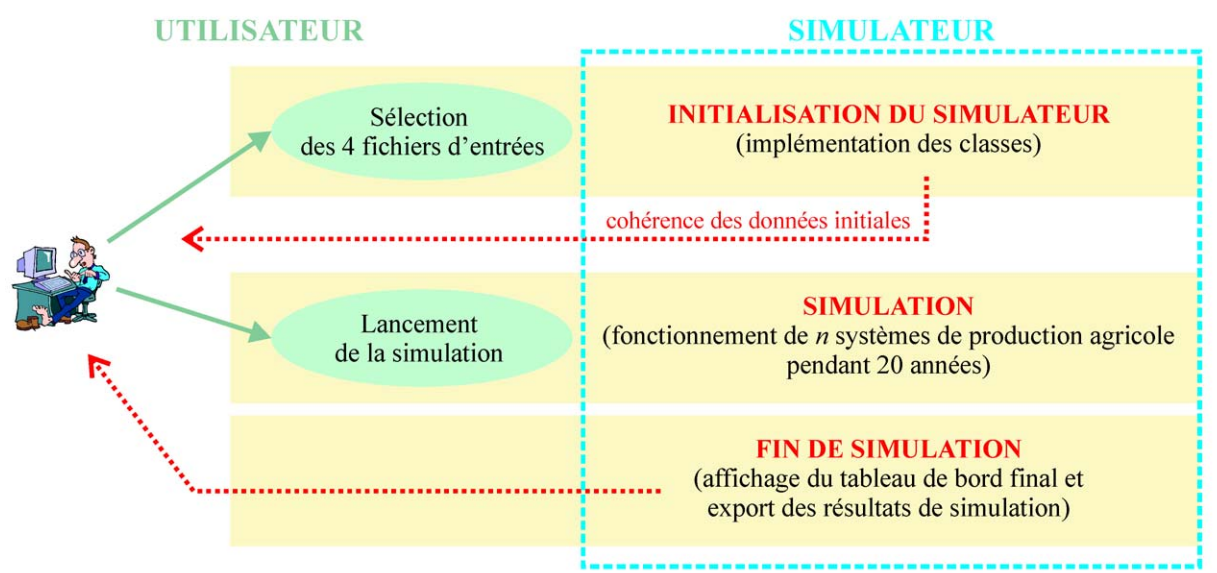 UTILISATEUR
SIMULATEUR
Sélection
des 4 fichiers d’entrées
INITIALISATION DU SIMULATEUR
(implémentation des classes)
cohérence des données initiales
Lancement
de la simulation
SIMULATION
(fonctionnement de n systèmes de production agricole
pendant 20 années)
FIN DE SIMULATION
(affichage du tableau de bord final et
export des résultats de simulation)